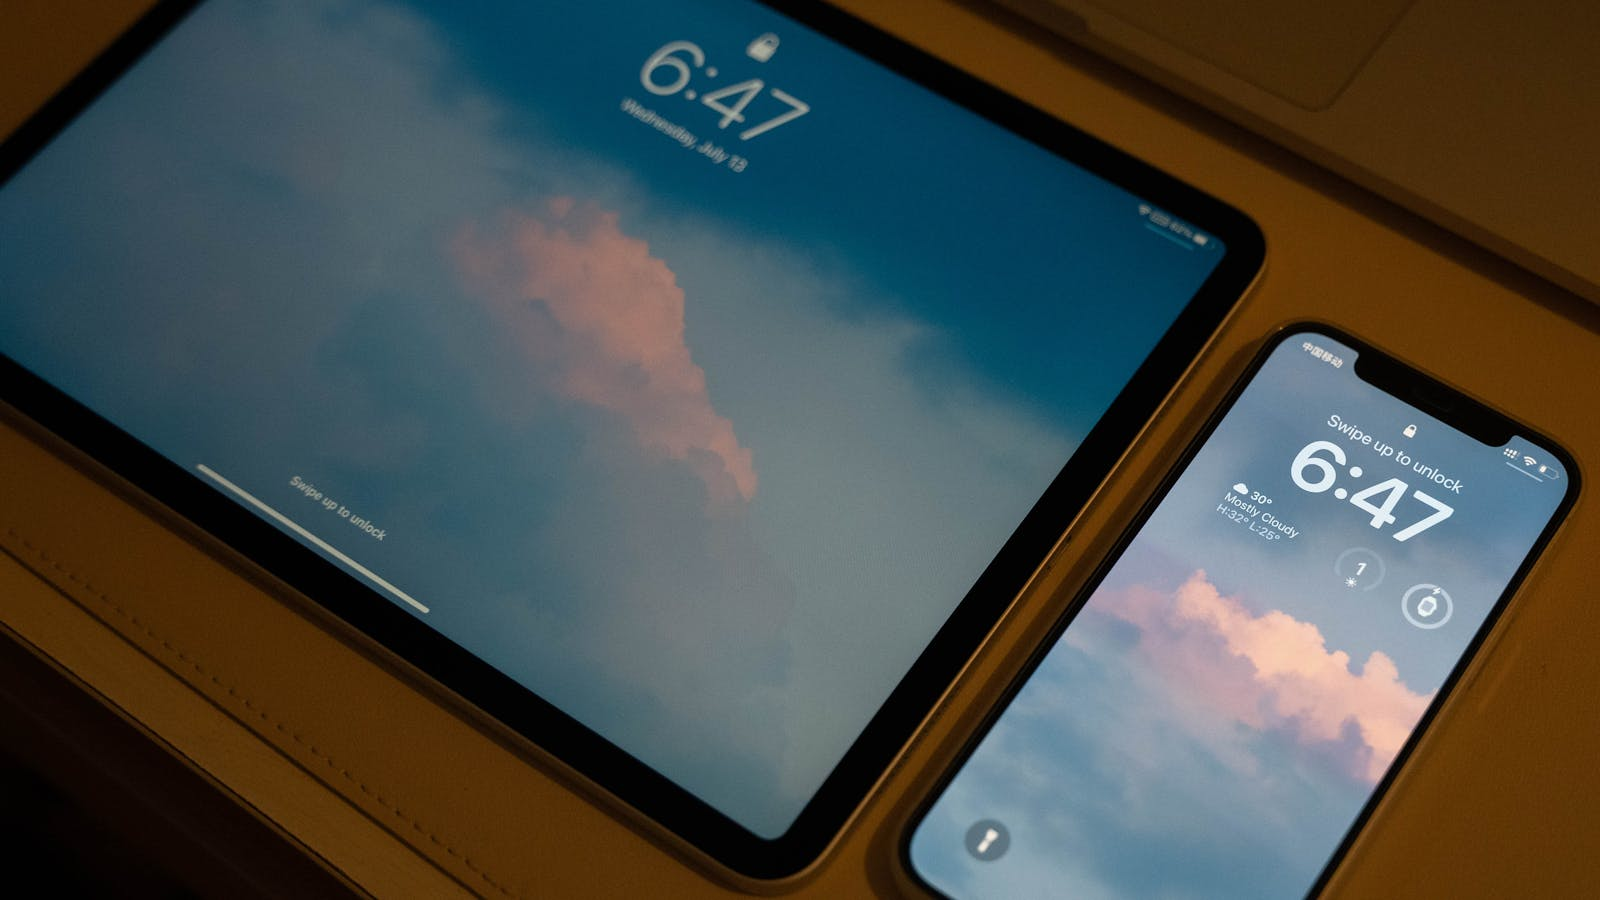 6:47
Wednesday, July 13
Swipe up to unlock
中国移动
Swipe up to unlock
6:47
30°
Mostly Cloudy
H:32° L:25°
1